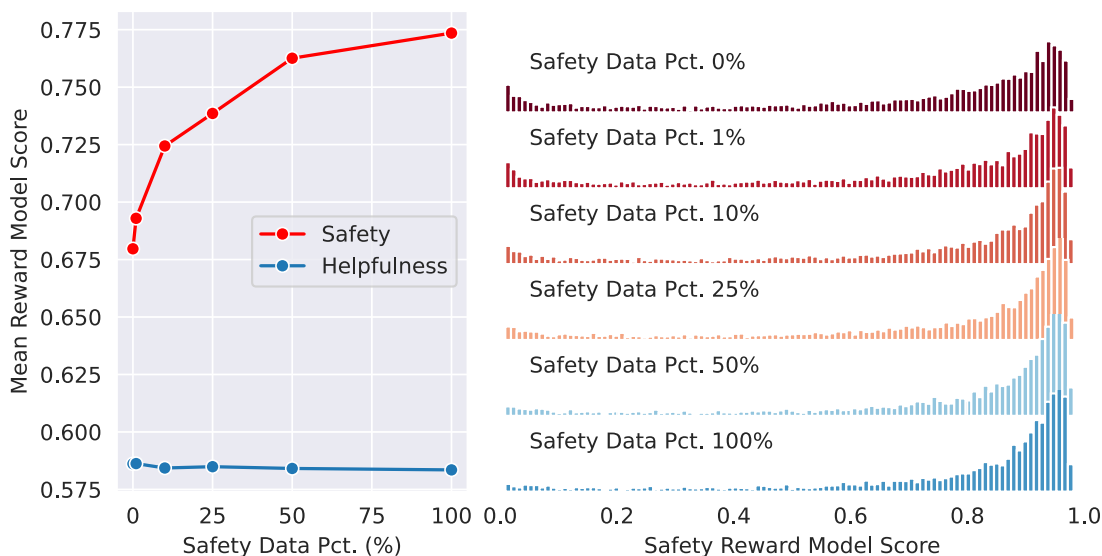 0.775
0.750
0.725
0.700
0.675
0.650
0.625
0.600
0.575
Mean Reward Model Score
Safety
Helpfulness
0 25 50 75 100
Safety Data Pct. (%)
Safety Data Pct. 0%
Safety Data Pct. 1%
Safety Data Pct. 10%
Safety Data Pct. 25%
Safety Data Pct. 50%
Safety Data Pct. 100%
0.0 0.2 0.4 0.6 0.8 1.0
Safety Reward Model Score